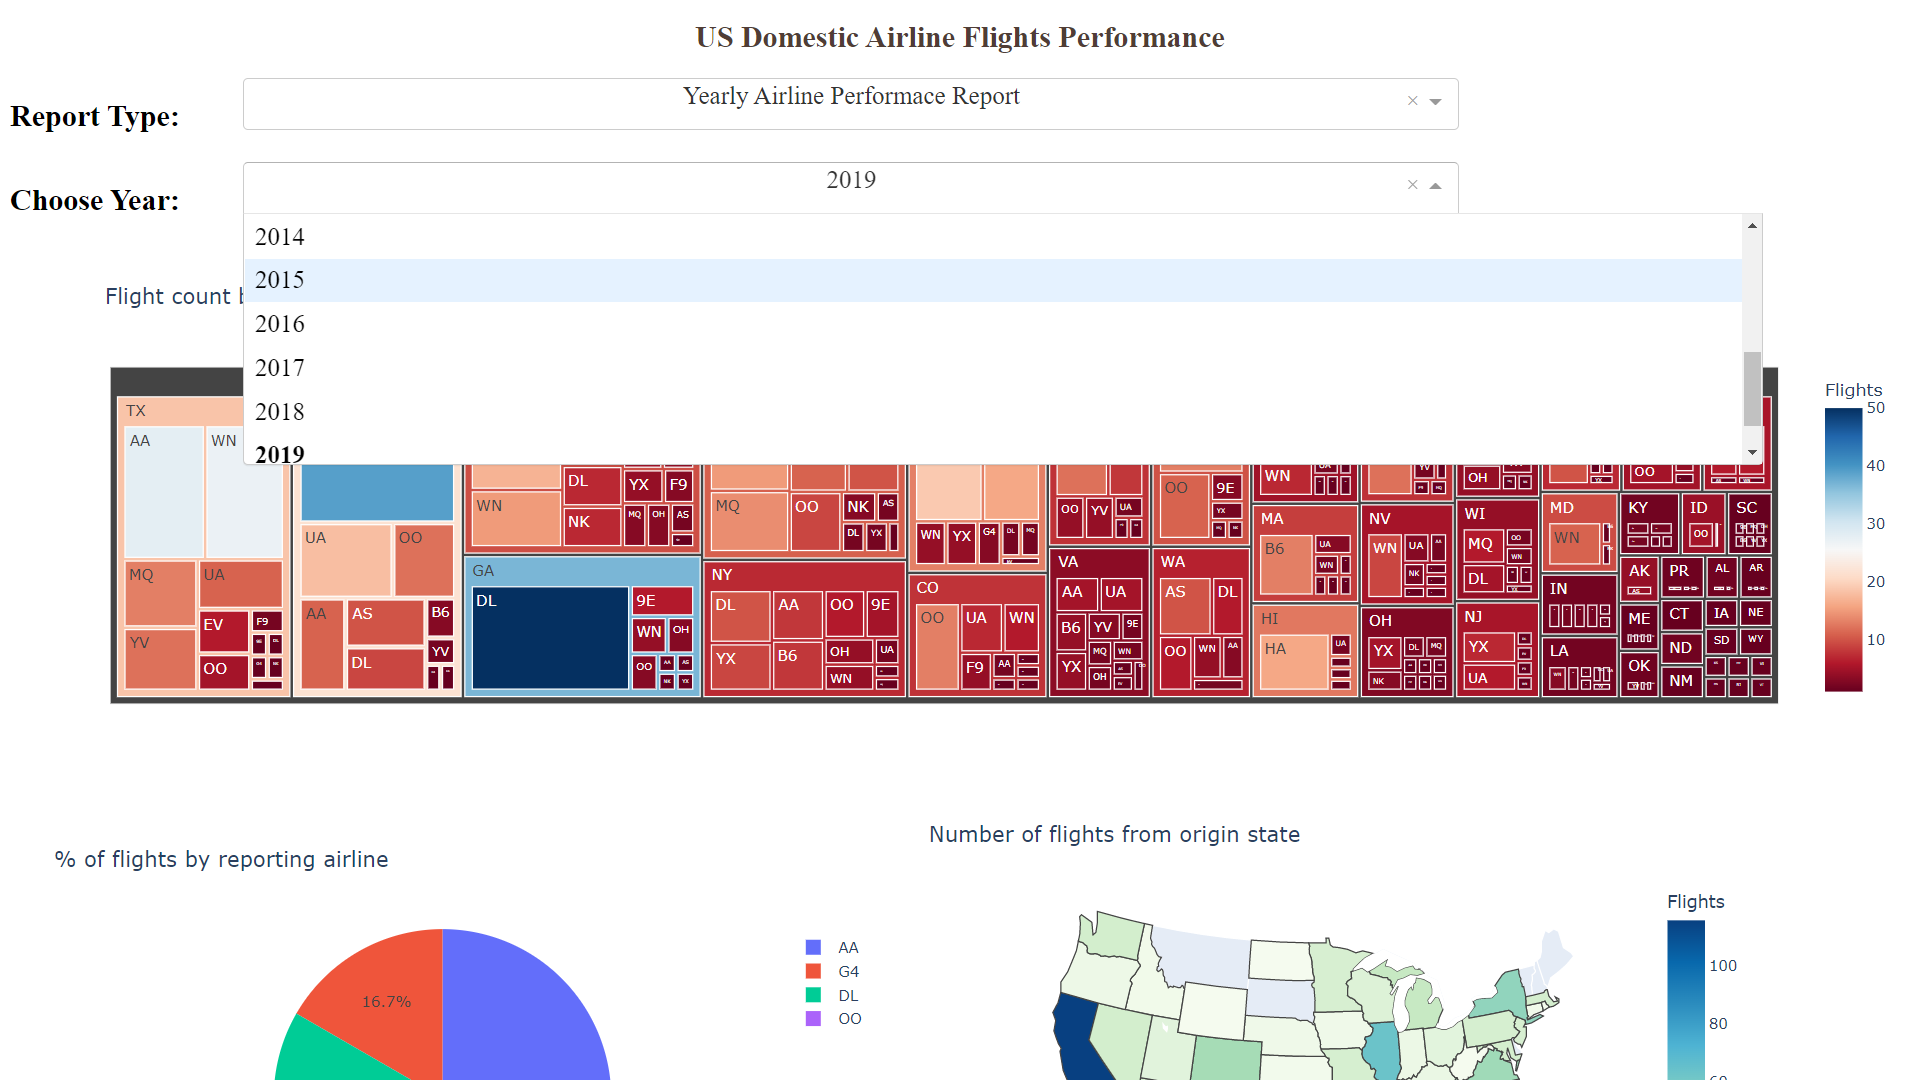 US Domestic Airline Flights Performance
Report Type:
Yearly Airline Performace Report
×
Choose Year:
2019
×
2014
2015
2016
2017
2018
2019
Flight count
TX
AA WN
MQ UA
YV EV F9
OO
UA OO
AA AS B6
DL YV
WN DL YX F9
NK MQ OH AS
GA
DL 9E
WN OH
OO AA AS
NK YX
MQ OO NK AS
DL YX
NY
DL AA OO 9E
YX B6 OH UA
WN
WN YX G4 DL MQ
CO
OO UA WN
F9 AA
OO YV UA
VA
AA UA
B6 YV 9E
YX MQ WN
OH
OO 9E
YX
WA
AS DL
OO WN AA
WN UA
MA
B6 UA
WN
HI
HA UA
YV
NV
WN UA AA
NK
OH
YX DL MQ
NK
OH
WI
MQ OO
WN
DL
NJ
YX
UA
MD
WN
IN
LA
WN
OO
KY ID SC
OO
AK PR AL AR
AS
ME CT IA NE
OK ND SD WY
NM
Flights
50
40
30
20
10
% of flights by reporting airline
16.7%
AA
G4
DL
OO
Number of flights from origin state
Flights
100
80